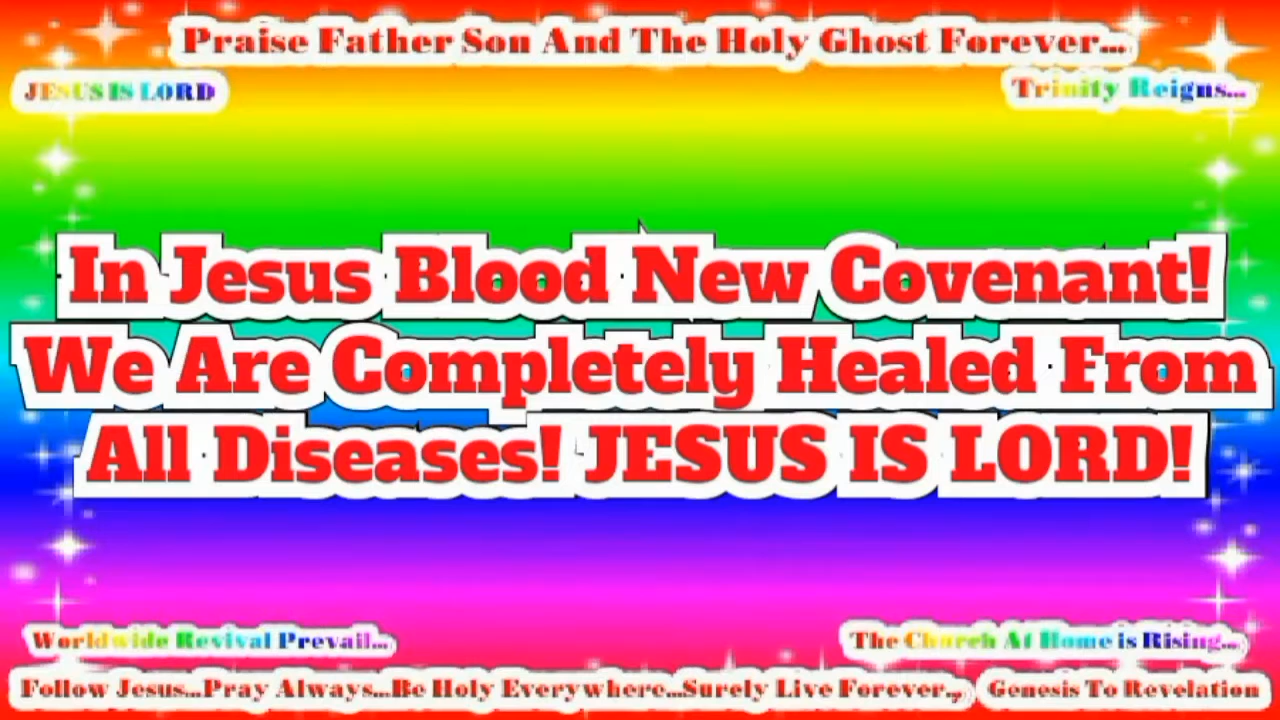 Praise Father Son And The Holy Ghost Forever...
JESUS IS LORD
Trinity Reigns...
In Jesus Blood New Covenant!
We Are Completely Healed From
All Diseases! JESUS IS LORD!
Worldwide Revival Prevail...
The Church At Home is Rising...
Follow Jesus...Pray Always...Be Holy Everywhere...Surely Live Forever.,, Genesis To Revelation